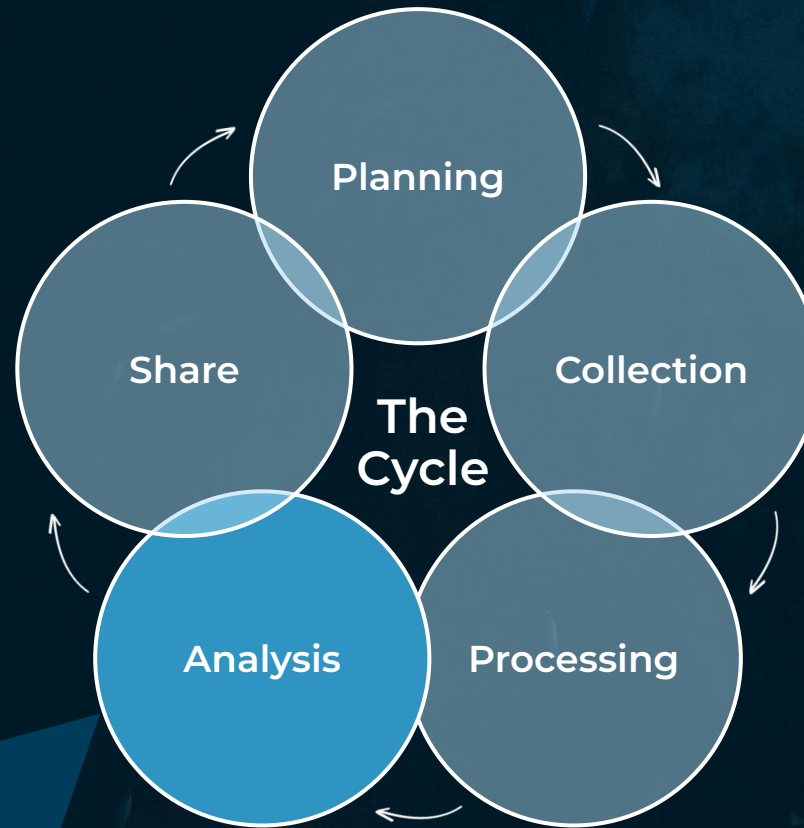 Planning
Share
Collection
The
Cycle
Analysis
Processing